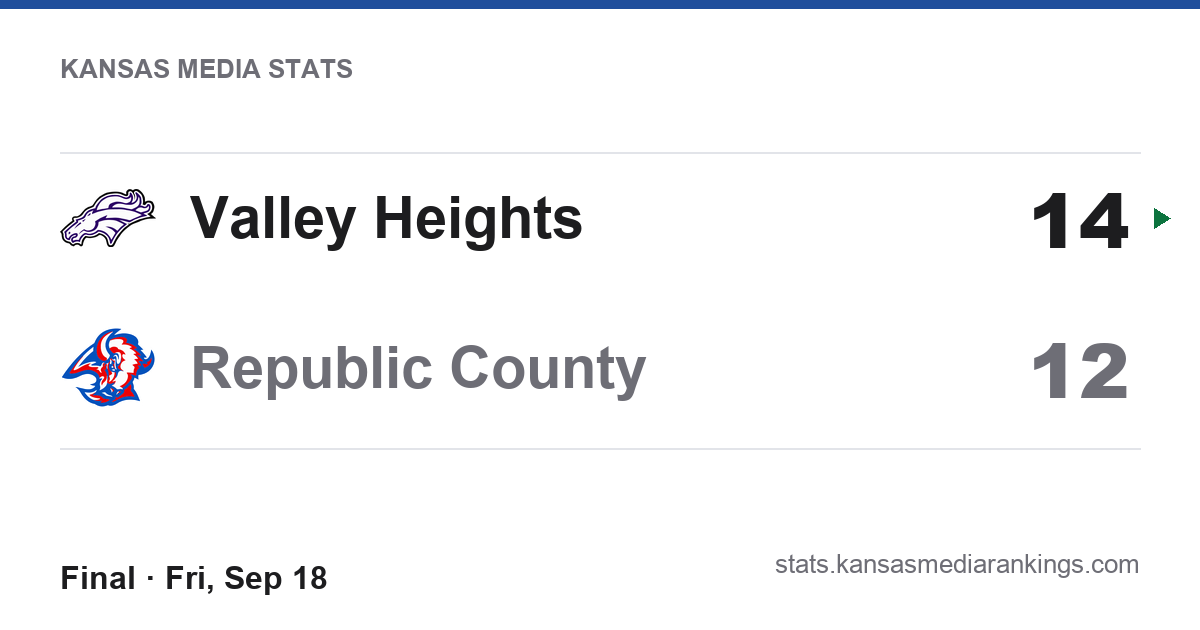 KANSAS MEDIA STATS
Valley Heights 14
Republic County 12
Final · Fri, Sep 18
stats.kansasmediarankings.com